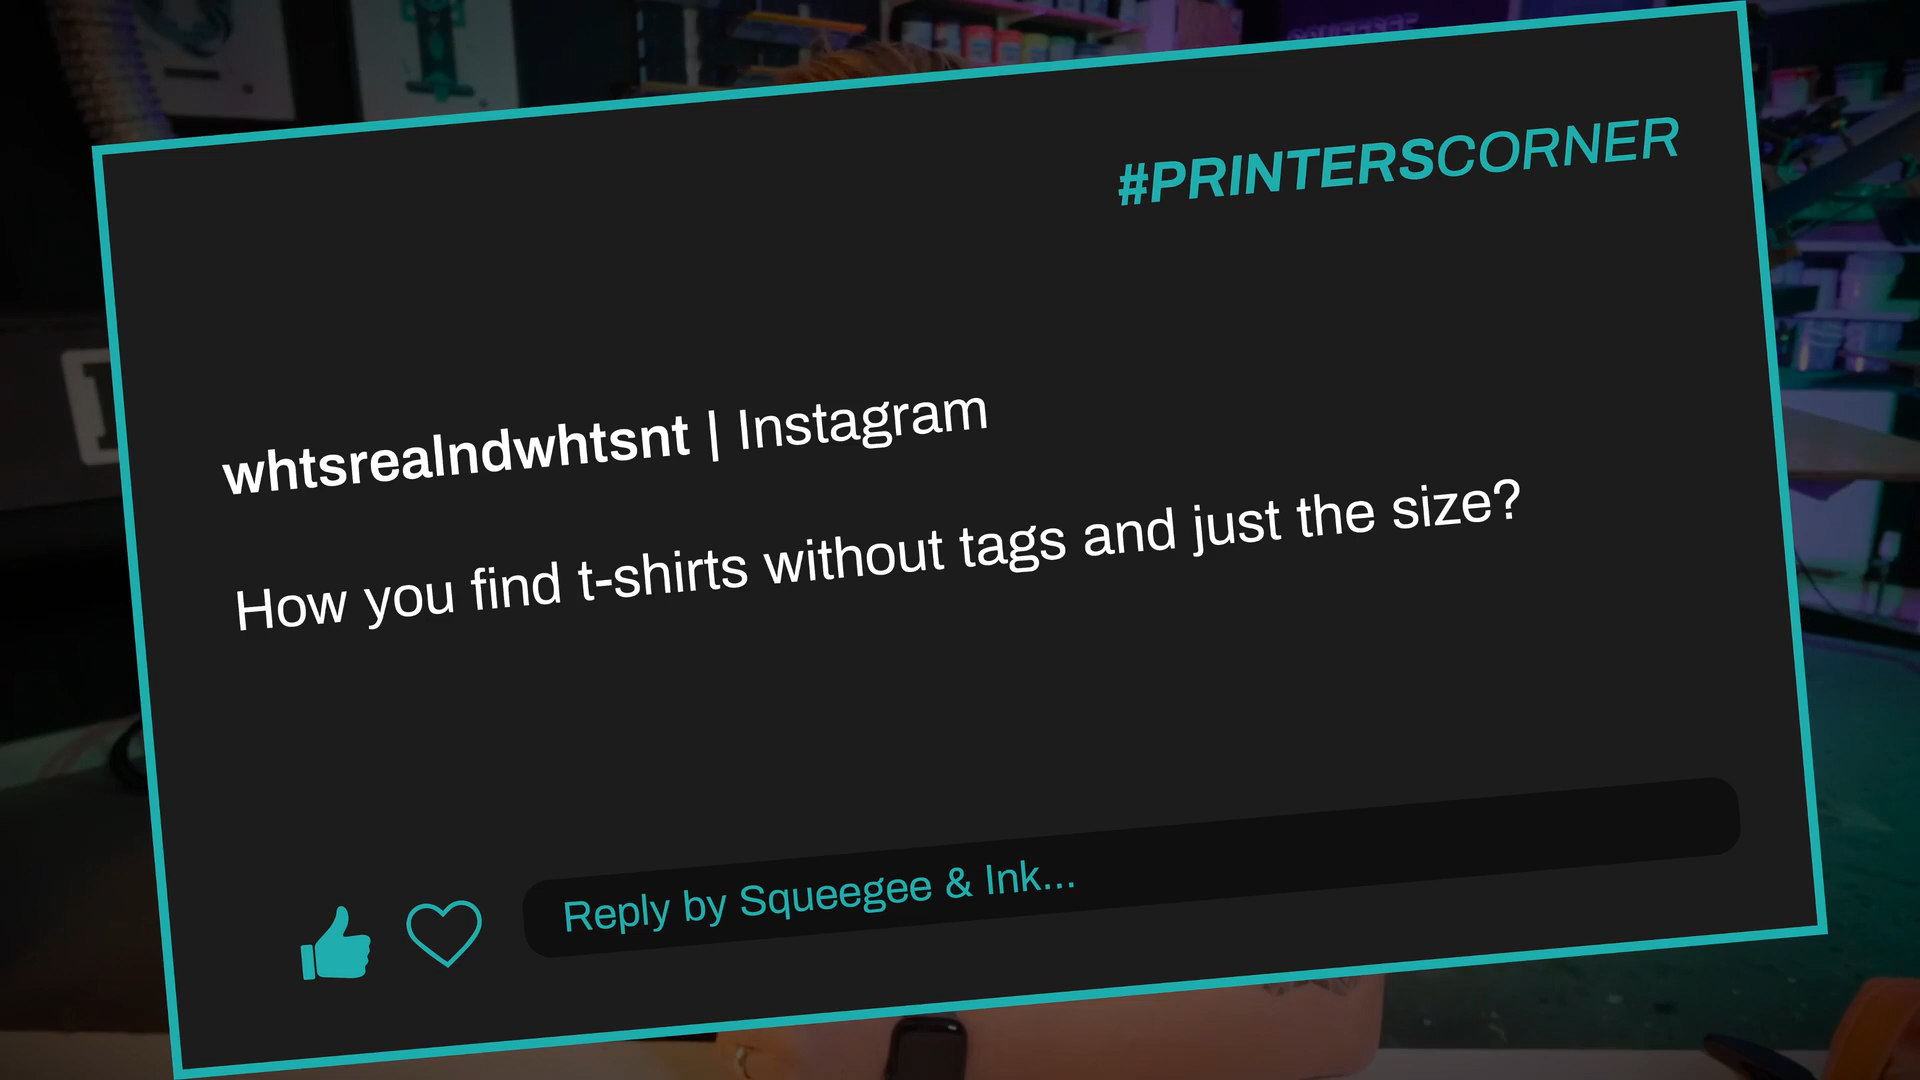 #PRINTERSCORNER
whtsrealndwhtsnt | Instagram
How you find t-shirts without tags and just the size?
Reply by Squeegee & Ink...